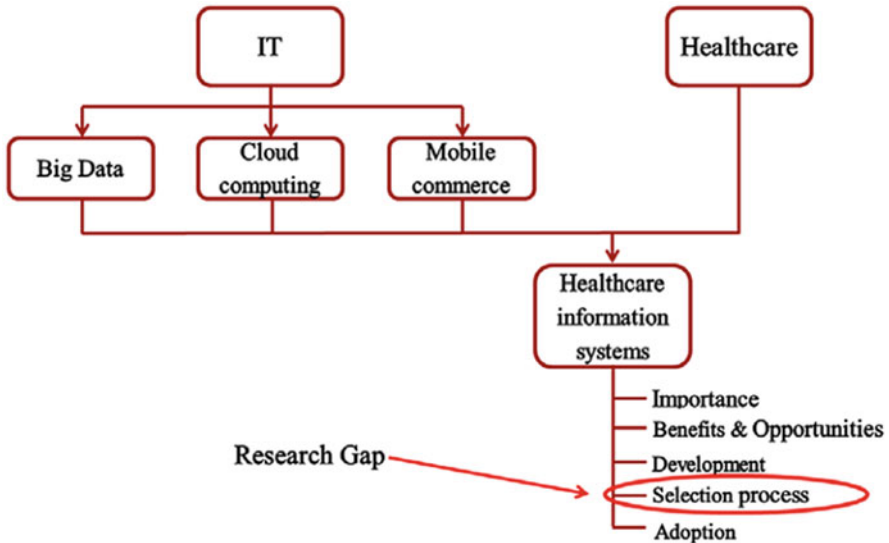 IT
Healthcare
Big Data
Cloud
computing
Mobile
commerce
Healthcare
information
systems
Importance
Benefits & Opportunities
Development
Research Gap
Selection process
Adoption